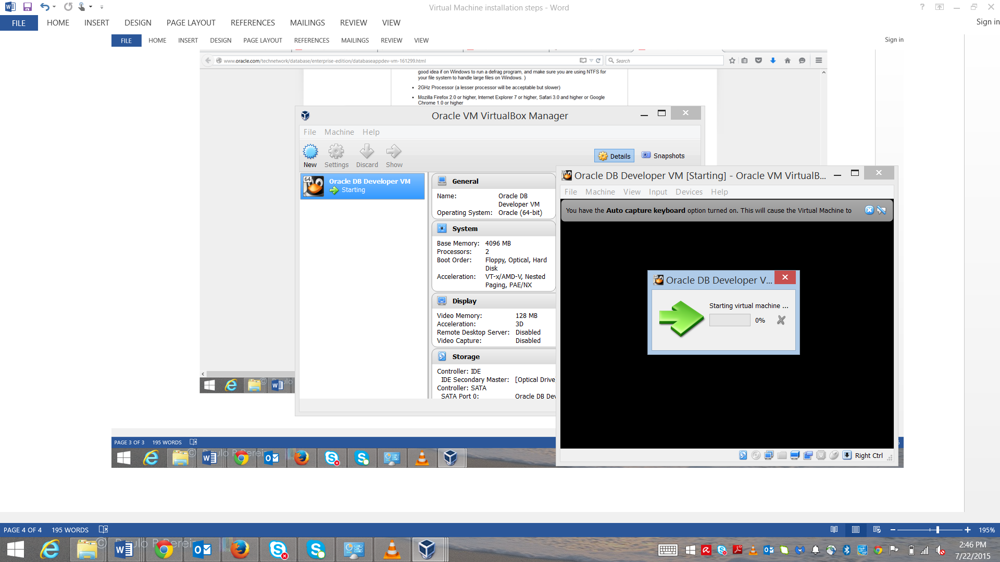 Virtual Machine installation steps - Word
?
FILE HOME INSERT DESIGN PAGE LAYOUT REFERENCES MAILINGS REVIEW VIEW
Sign in
FILE HOME INSERT DESIGN PAGE LAYOUT REFERENCES MAILINGS REVIEW VIEW
Sign in
www.oracle.com/technetwork/database/enterprise-edition/databaseappdev-vm-161299.html
Search
good idea if on Windows to run a defrag program, and make sure you are using NTFS for
your file system to handle large files on Windows. )
• 2GHz Processor (a lesser processor will be acceptable but slower)
• Mozilla Firefox 2.0 or higher, Internet Explorer 7 or higher, Safari 3.0 and higher or Google
Chrome 1.0 or higher
Oracle VM VirtualBox Manager
File Machine Help
New Settings Discard Show
Details Snapshots
64
Oracle DB Developer VM
Starting
General
Name: Oracle DB
Developer VM
Operating System: Oracle (64-bit)
System
Base Memory: 4096 MB
Processors: 2
Boot Order: Floppy, Optical, Hard
Disk
Acceleration: VT-x/AMD-V, Nested
Paging, PAE/NX
Display
Video Memory: 128 MB
Acceleration: 3D
Remote Desktop Server: Disabled
Video Capture: Disabled
Storage
Controller: IDE
IDE Secondary Master: [Optical Drive]
Controller: SATA
SATA Port 0: Oracle DB Dev
Oracle DB Developer VM [Starting] - Oracle VM VirtualB...
File Machine View Input Devices Help
You have the Auto capture keyboard option turned on. This will cause the Virtual Machine to
Oracle DB Developer V...
Starting virtual machine ...
0%
Right Ctrl
PAGE 3 OF 3 195 WORDS
© Paulo P Perei
PAGE 4 OF 4 195 WORDS
195%
2:46 PM
7/22/2015